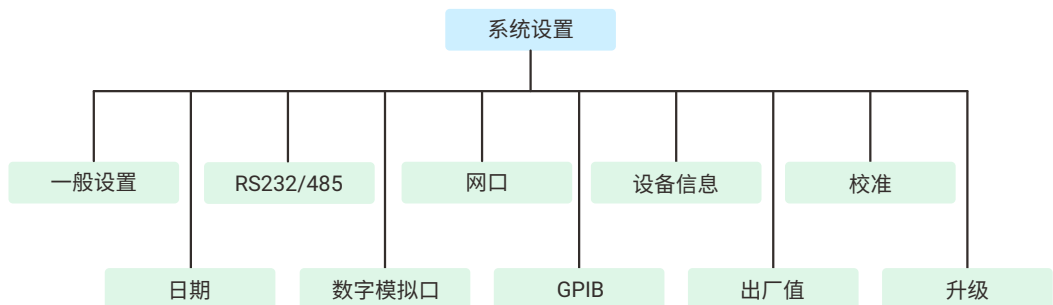 系统设置
一般设置
RS232/485
网口
设备信息
校准
日期
数字模拟口
GPIB
出厂值
升级